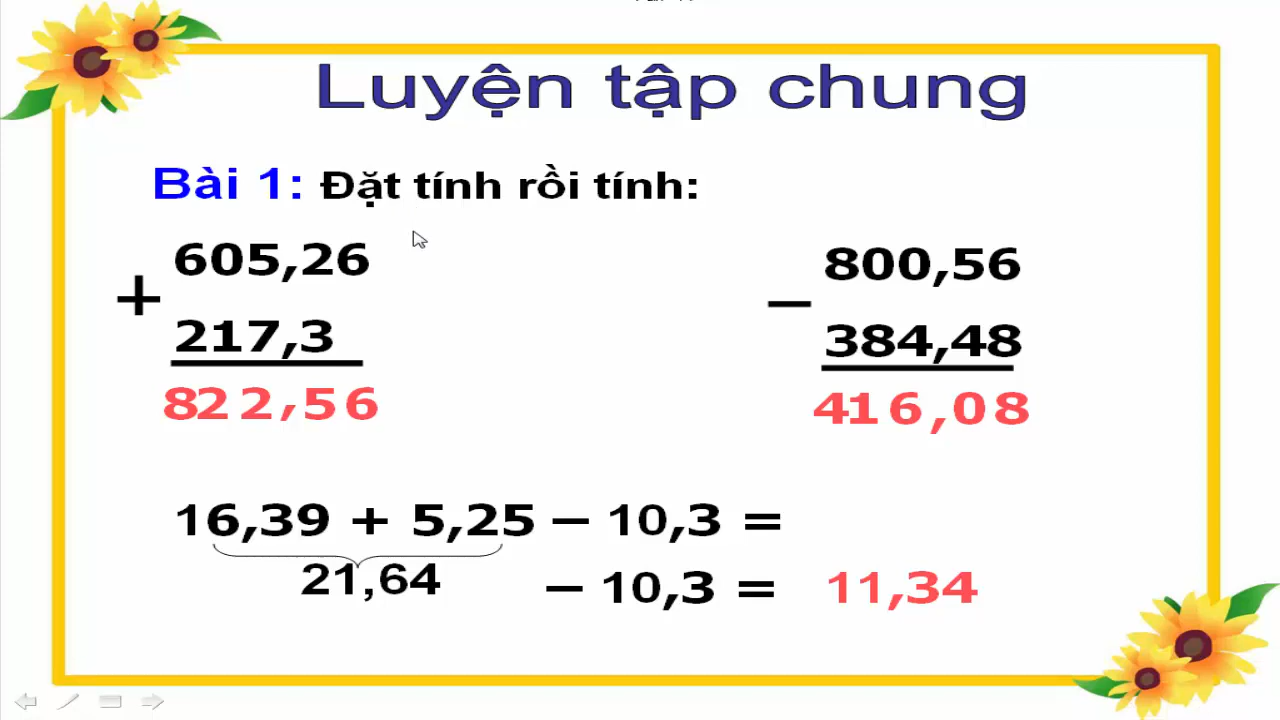 Luyện tập chung
Bài 1: Đặt tính rồi tính:
605,26
+
217,3
822,56
800,56
–
384,48
416,08
16,39 + 5,25 – 10,3 =
21,64 – 10,3 = 11,34